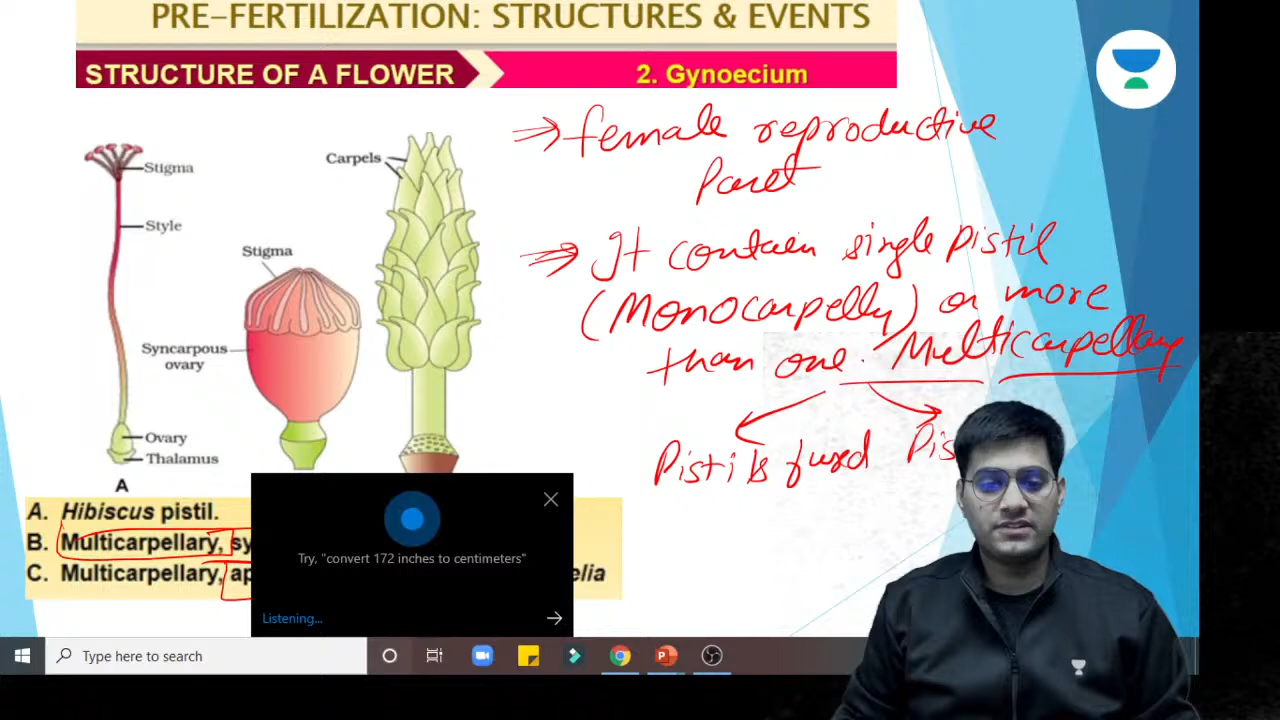 PRE-FERTILIZATION: STRUCTURES & EVENTS
STRUCTURE OF A FLOWER
2. Gynoecium
Stigma
Style
Ovary
Thalamus
A
Stigma
Syncarpous
ovary
Carpels
⇒ female reproductive
Part
⇒ It contain single Pistil
(Monocarpelly) or more
than one. Multicarpellary
Pistils fused
Pis
A. Hibiscus pistil.
B. Multicarpellary, sy
C. Multicarpellary, ap
elia
Try, "convert 172 inches to centimeters"
Listening...
Type here to search